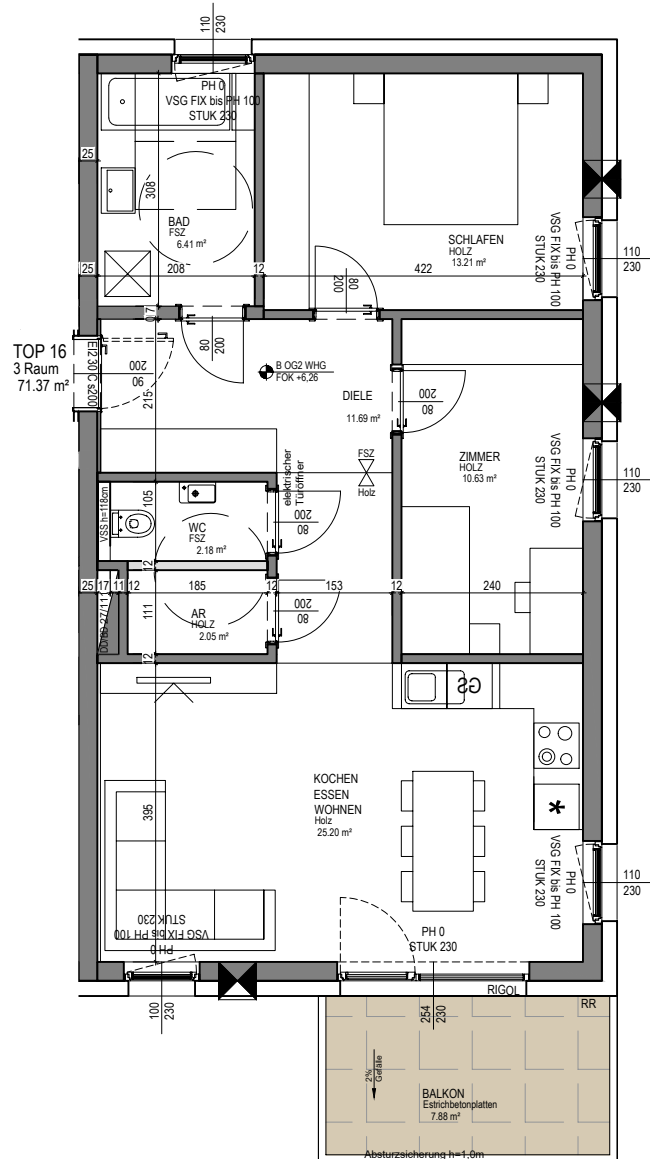 110
230
PH 0
VSG FIX bis PH 100
STUK 230
25
308
BAD
FSZ
6.41 m²
SCHLAFEN
HOLZ
13.21 m²
PH 0
VSG FIX bis PH 100
STUK 230
110
230
25
208
12
422
80
200
17
80
200
TOP 16
3 Raum
71.37 m²
EI2 30 C s200
90
200
215
B OG2 WHG
FOK +6,26
DIELE
11.69 m²
80
200
ZIMMER
HOLZ
10.63 m²
PH 0
VSG FIX bis PH 100
STUK 230
110
230
FSZ
Holz
elektrischer
Türöffner
VSS h=118cm
105
WC
FSZ
2.18 m²
80
200
12
25
17
11
12
185
12
153
12
240
111
AR
HOLZ
2.05 m²
80
200
12
GS
KOCHEN
ESSEN
WOHNEN
Holz
25.20 m²
395
*
PH 0
VSG FIX bis PH 100
STUK 230
110
230
PH 0
VSG FIX bis PH 100
STUK 230
PH 0
STUK 230
RIGOL
100
230
254
230
RR
2%
Gefälle
BALKON
Estrichbetonplatten
7.88 m²
Absturzsicherung h=1,0m